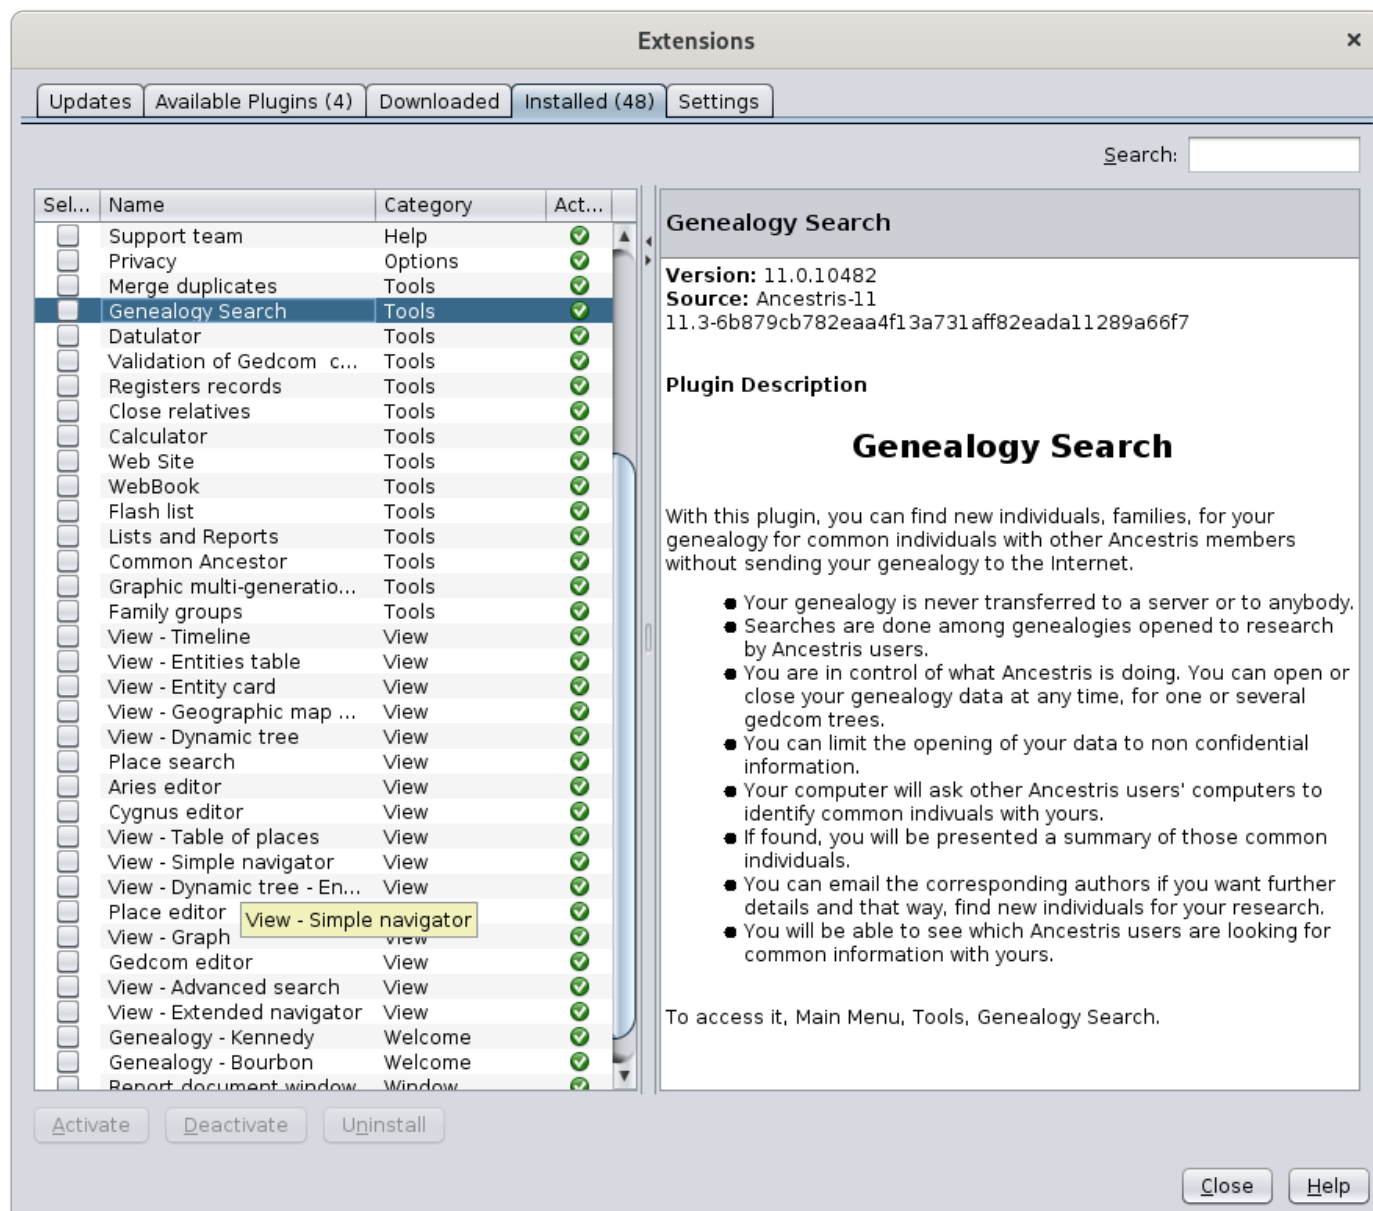 Extensions
Updates
Available Plugins (4)
Downloaded
Installed (48)
Settings
Search:
Sel... Name Category Act...
Support team Help
Privacy Options
Merge duplicates Tools
Genealogy Search Tools
Datulator Tools
Validation of Gedcom c... Tools
Registers records Tools
Close relatives Tools
Calculator Tools
Web Site Tools
WebBook Tools
Flash list Tools
Lists and Reports Tools
Common Ancestor Tools
Graphic multi-generatio... Tools
Family groups Tools
View - Timeline View
View - Entities table View
View - Entity card View
View - Geographic map ... View
View - Dynamic tree View
Place search View
Aries editor View
Cygnus editor View
View - Table of places View
View - Simple navigator View
View - Dynamic tree - En... View
Place editor
View - Simple navigator
View - Graph View
Gedcom editor View
View - Advanced search View
View - Extended navigator View
Genealogy - Kennedy Welcome
Genealogy - Bourbon Welcome
Report document window Window
Genealogy Search
Version: 11.0.10482
Source: Ancestris-11
11.3-6b879cb782eaa4f13a731aff82eada11289a66f7
Plugin Description
Genealogy Search
With this plugin, you can find new individuals, families, for your
genealogy for common individuals with other Ancestris members
without sending your genealogy to the Internet.
● Your genealogy is never transferred to a server or to anybody.
● Searches are done among genealogies opened to research
by Ancestris users.
● You are in control of what Ancestris is doing. You can open or
close your genealogy data at any time, for one or several
gedcom trees.
● You can limit the opening of your data to non confidential
information.
● Your computer will ask other Ancestris users' computers to
identify common indivuals with yours.
● If found, you will be presented a summary of those common
individuals.
● You can email the corresponding authors if you want further
details and that way, find new individuals for your research.
● You will be able to see which Ancestris users are looking for
common information with yours.
To access it, Main Menu, Tools, Genealogy Search.
Activate
Deactivate
Uninstall
Close
Help